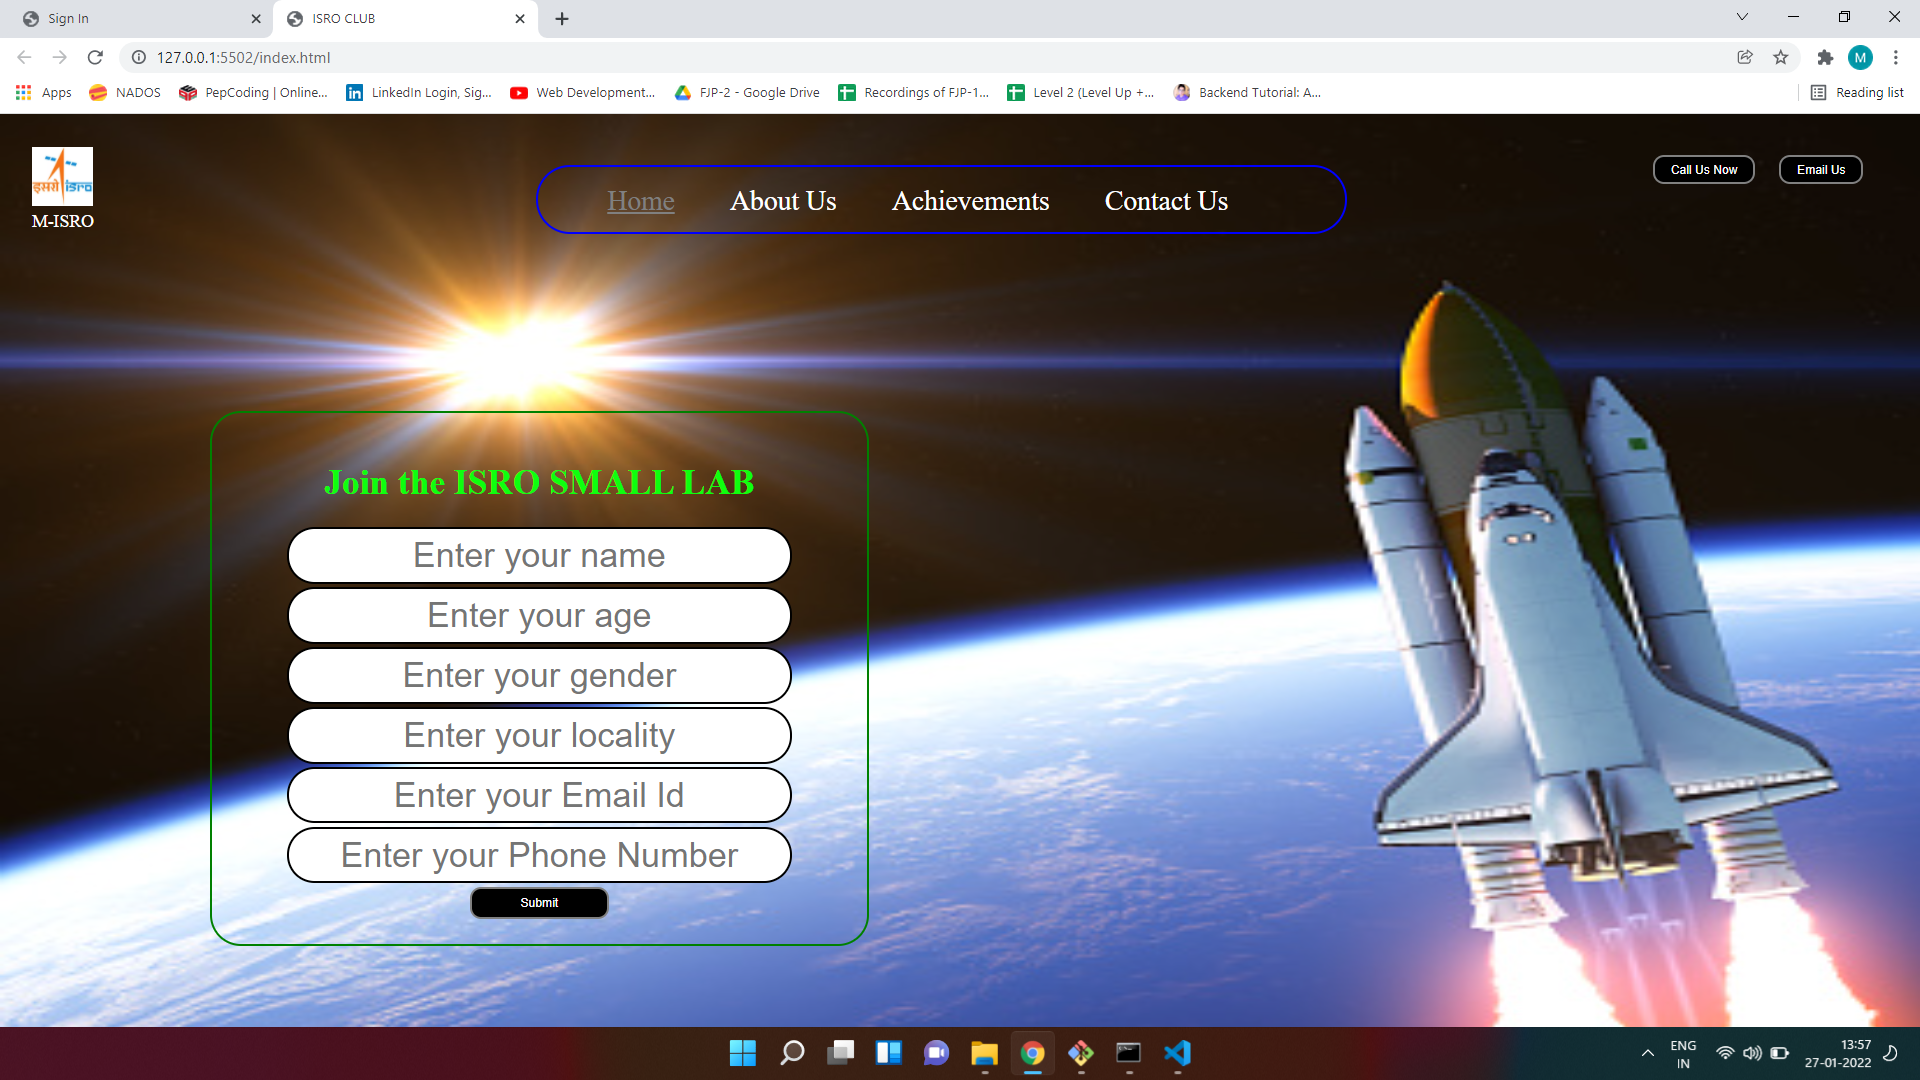 Sign In
ISRO CLUB
127.0.0.1:5502/index.html
M
Apps
NADOS
PepCoding | Online...
LinkedIn Login, Sig...
Web Development...
FJP-2 - Google Drive
Recordings of FJP-1...
Level 2 (Level Up +...
Backend Tutorial: A...
Reading list
इसरो isro
M-ISRO
Home
About Us
Achievements
Contact Us
Call Us Now
Email Us
Join the ISRO SMALL LAB
Enter your name
Enter your age
Enter your gender
Enter your locality
Enter your Email Id
Enter your Phone Number
Submit
ENG
IN
13:57
27-01-2022